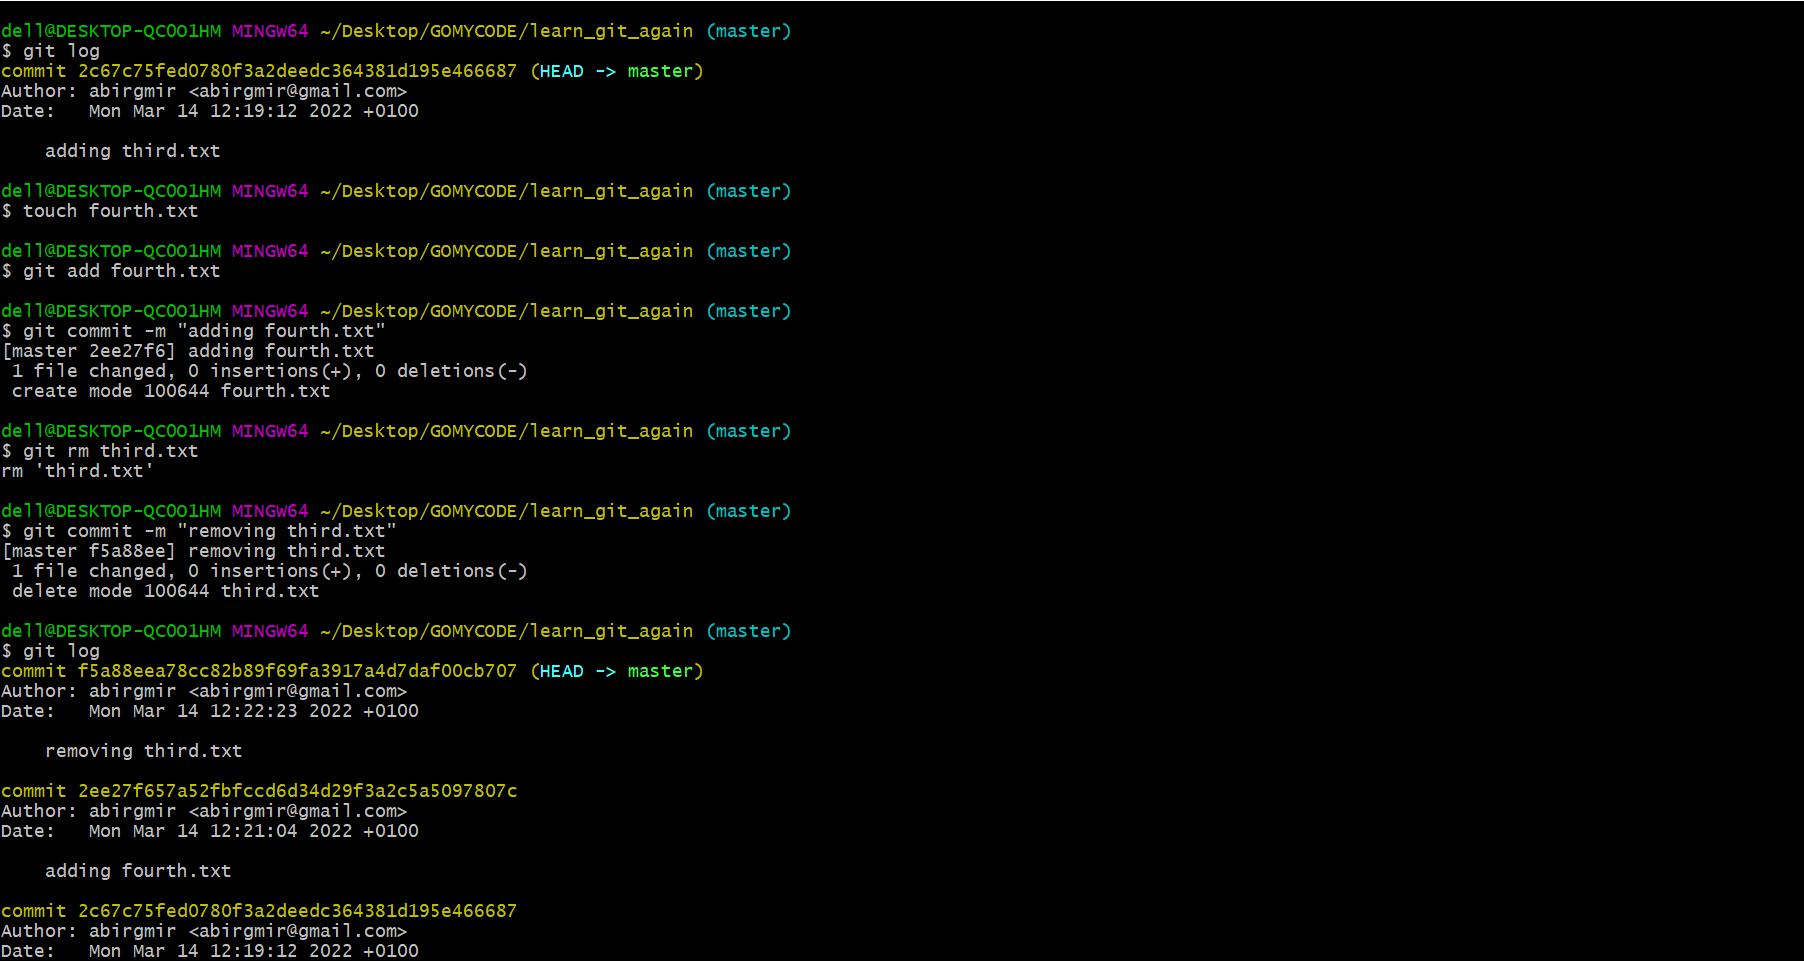 dell@DESKTOP-QC0O1HM MINGW64 ~/Desktop/GOMYCODE/learn_git_again (master)
$ git log
commit 2c67c75fed0780f3a2deedc364381d195e466687 (HEAD -> master)
Author: abirgmir <abirgmir@gmail.com>
Date:   Mon Mar 14 12:19:12 2022 +0100

    adding third.txt

dell@DESKTOP-QC0O1HM MINGW64 ~/Desktop/GOMYCODE/learn_git_again (master)
$ touch fourth.txt

dell@DESKTOP-QC0O1HM MINGW64 ~/Desktop/GOMYCODE/learn_git_again (master)
$ git add fourth.txt

dell@DESKTOP-QC0O1HM MINGW64 ~/Desktop/GOMYCODE/learn_git_again (master)
$ git commit -m "adding fourth.txt"
[master 2ee27f6] adding fourth.txt
 1 file changed, 0 insertions(+), 0 deletions(-)
 create mode 100644 fourth.txt

dell@DESKTOP-QC0O1HM MINGW64 ~/Desktop/GOMYCODE/learn_git_again (master)
$ git rm third.txt
rm 'third.txt'

dell@DESKTOP-QC0O1HM MINGW64 ~/Desktop/GOMYCODE/learn_git_again (master)
$ git commit -m "removing third.txt"
[master f5a88ee] removing third.txt
 1 file changed, 0 insertions(+), 0 deletions(-)
 delete mode 100644 third.txt

dell@DESKTOP-QC0O1HM MINGW64 ~/Desktop/GOMYCODE/learn_git_again (master)
$ git log
commit f5a88eea78cc82b89f69fa3917a4d7daf00cb707 (HEAD -> master)
Author: abirgmir <abirgmir@gmail.com>
Date:   Mon Mar 14 12:22:23 2022 +0100

    removing third.txt

commit 2ee27f657a52fbfccd6d34d29f3a2c5a5097807c
Author: abirgmir <abirgmir@gmail.com>
Date:   Mon Mar 14 12:21:04 2022 +0100

    adding fourth.txt

commit 2c67c75fed0780f3a2deedc364381d195e466687
Author: abirgmir <abirgmir@gmail.com>
Date:   Mon Mar 14 12:19:12 2022 +0100